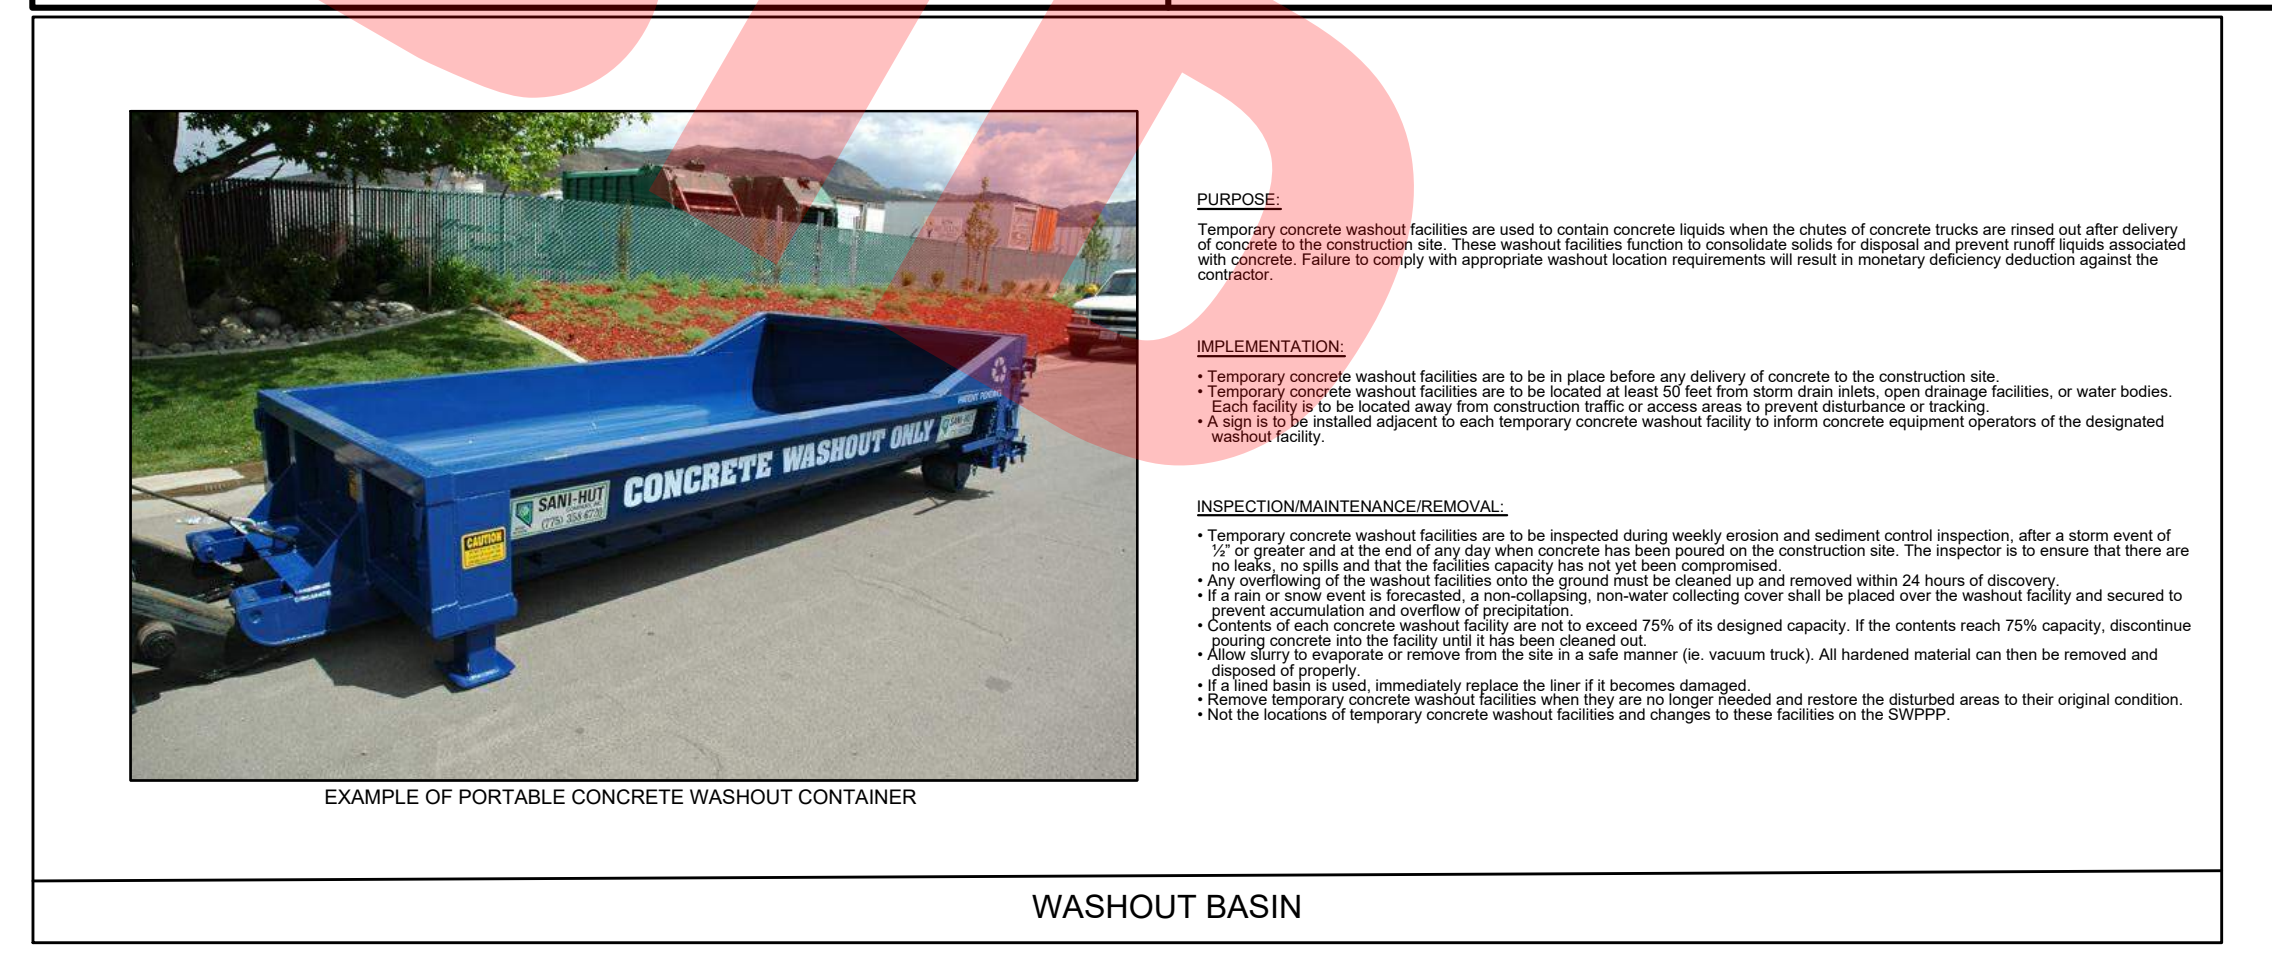 PURPOSE:
Temporary concrete washout facilities are used to contain concrete liquids when the chutes of concrete trucks are rinsed out after delivery
of concrete to the construction site. These washout facilities function to consolidate solids for disposal and prevent runoff liquids associated
with concrete. Failure to comply with appropriate washout location requirements will result in monetary deficiency deduction against the
contractor.
IMPLEMENTATION:
• Temporary concrete washout facilities are to be in place before any delivery of concrete to the construction site.
• Temporary concrete washout facilities are to be located at least 50 feet from storm drain inlets, open drainage facilities, or water bodies.
Each facility is to be located away from construction traffic or access areas to prevent disturbance or tracking.
• A sign is to be installed adjacent to each temporary concrete washout facility to inform concrete equipment operators of the designated
washout facility.
INSPECTION/MAINTENANCE/REMOVAL:
• Temporary concrete washout facilities are to be inspected during weekly erosion and sediment control inspection, after a storm event of
½” or greater and at the end of any day when concrete has been poured on the construction site. The inspector is to ensure that there are
no leaks, no spills and that the facilities capacity has not yet been compromised.
• Any overflowing of the washout facilities onto the ground must be cleaned up and removed within 24 hours of discovery.
• If a rain or snow event is forecasted, a non-collapsing, non-water collecting cover shall be placed over the washout facility and secured to
prevent accumulation and overflow of precipitation.
• Contents of each concrete washout facility are not to exceed 75% of its designed capacity. If the contents reach 75% capacity, discontinue
pouring concrete into the facility until it has been cleaned out.
• Allow slurry to evaporate or remove from the site in a safe manner (ie. vacuum truck). All hardened material can then be removed and
disposed of properly.
• If a lined basin is used, immediately replace the liner if it becomes damaged.
• Remove temporary concrete washout facilities when they are no longer needed and restore the disturbed areas to their original condition.
• Not the locations of temporary concrete washout facilities and changes to these facilities on the SWPPP.
PATENT PENDING
CONCRETE WASHOUT ONLY
SANI-HUT
SANI-HUT
(775) 358-6720
CAUTION
EXAMPLE OF PORTABLE CONCRETE WASHOUT CONTAINER
WASHOUT BASIN